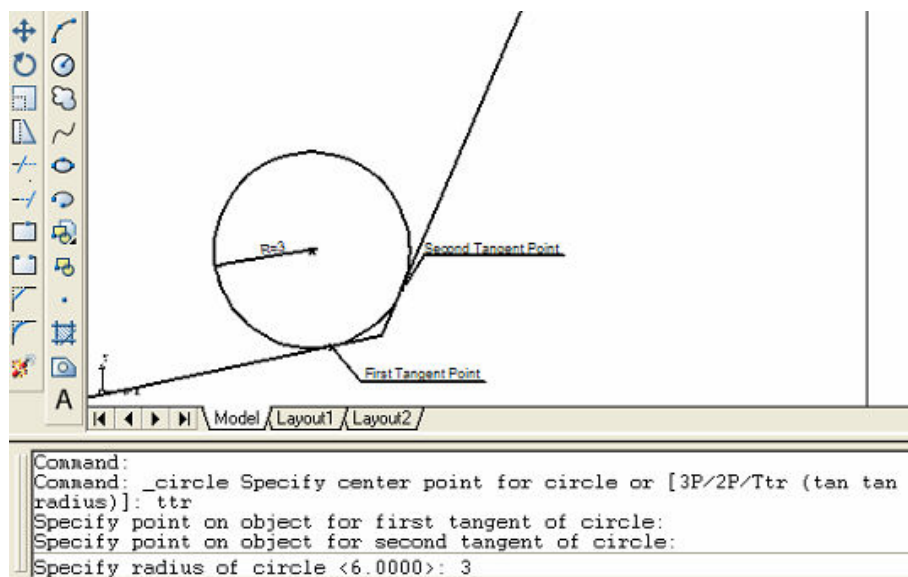 R=3
Second Tangent Point
First Tangent Point
A
Model Layout1 Layout2
Command:
Command: _circle Specify center point for circle or [3P/2P/Ttr (tan tan
radius)]: ttr
Specify point on object for first tangent of circle:
Specify point on object for second tangent of circle:
Specify radius of circle <6.0000>: 3